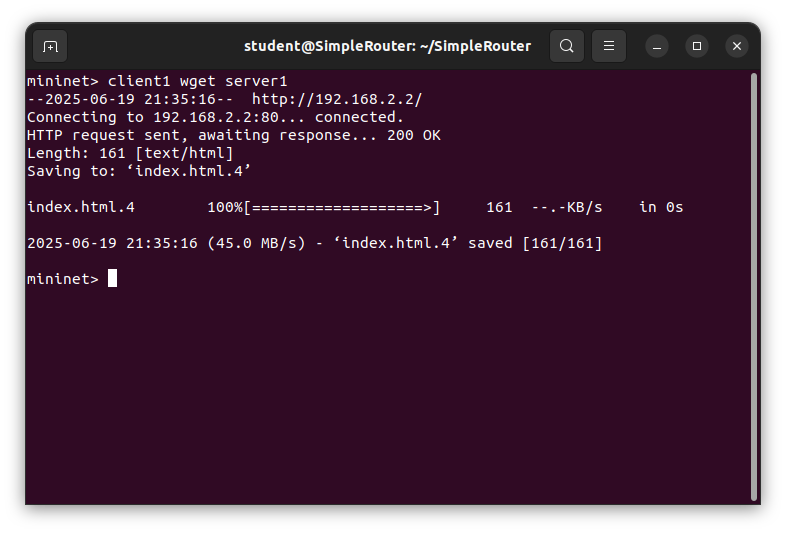 student@SimpleRouter: ~/SimpleRouter
mininet> client1 wget server1
--2025-06-19 21:35:16--  http://192.168.2.2/
Connecting to 192.168.2.2:80... connected.
HTTP request sent, awaiting response... 200 OK
Length: 161 [text/html]
Saving to: ‘index.html.4’
index.html.4        100%[===================>]     161  --.-KB/s    in 0s
2025-06-19 21:35:16 (45.0 MB/s) - ‘index.html.4’ saved [161/161]
mininet>